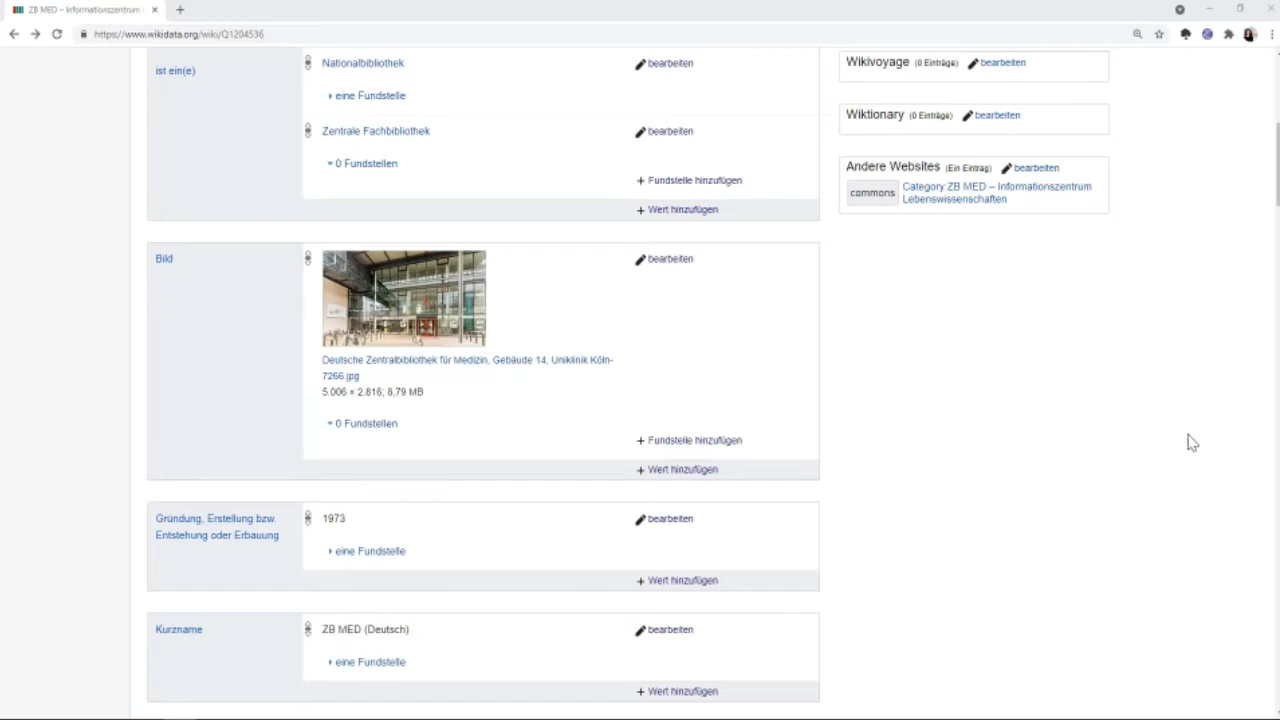 ZB MED – Informationszentrum
https://www.wikidata.org/wiki/Q1204536
ist ein(e)
Nationalbibliothek
bearbeiten
eine Fundstelle
Zentrale Fachbibliothek
bearbeiten
0 Fundstellen
Fundstelle hinzufügen
Wert hinzufügen
Bild
bearbeiten
Deutsche Zentralbibliothek für Medizin, Gebäude 14, Uniklinik Köln-
7266.jpg
5.006 × 2.816; 8,79 MB
0 Fundstellen
Fundstelle hinzufügen
Wert hinzufügen
Gründung, Erstellung bzw.
Entstehung oder Erbauung
1973
bearbeiten
eine Fundstelle
Wert hinzufügen
Kurzname
ZB MED (Deutsch)
bearbeiten
eine Fundstelle
Wert hinzufügen
Wikivoyage (0 Einträge) bearbeiten
Wiktionary (0 Einträge) bearbeiten
Andere Websites (Ein Eintrag) bearbeiten
commons
Category:ZB MED – Informationszentrum
Lebenswissenschaften